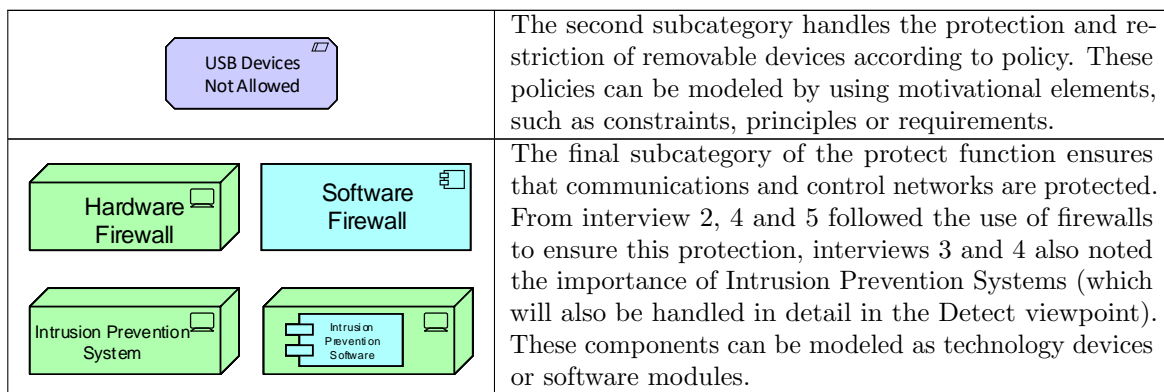 USB Devices
Not Allowed
The second subcategory handles the protection and re-
striction of removable devices according to policy. These
policies can be modeled by using motivational elements,
such as constraints, principles or requirements.
Hardware
Firewall
Software
Firewall
Intrusion Prevention
System
Intrusion
Prevention
Software
The final subcategory of the protect function ensures
that communications and control networks are protected.
From interview 2, 4 and 5 followed the use of firewalls
to ensure this protection, interviews 3 and 4 also noted
the importance of Intrusion Prevention Systems (which
will also be handled in detail in the Detect viewpoint).
These components can be modeled as technology devices
or software modules.